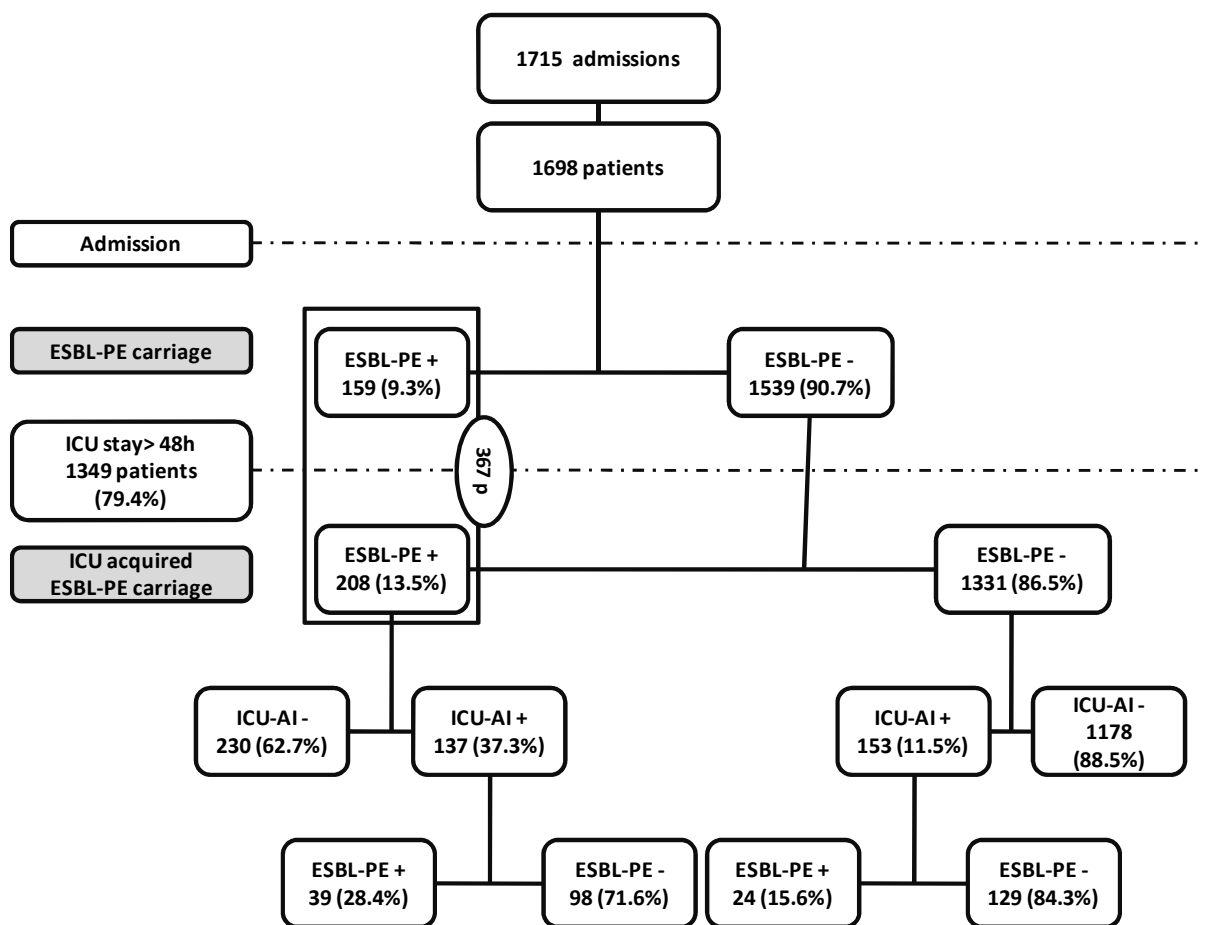 1715 admissions
1698 patients
Admission
ESBL-PE carriage
ESBL-PE +
159 (9.3%)
ESBL-PE -
1539 (90.7%)
ICU stay> 48h
1349 patients
(79.4%)
367 p
ICU acquired
ESBL-PE carriage
ESBL-PE +
208 (13.5%)
ESBL-PE -
1331 (86.5%)
ICU-AI -
230 (62.7%)
ICU-AI +
137 (37.3%)
ICU-AI +
153 (11.5%)
ICU-AI -
1178
(88.5%)
ESBL-PE +
39 (28.4%)
ESBL-PE -
98 (71.6%)
ESBL-PE +
24 (15.6%)
ESBL-PE -
129 (84.3%)